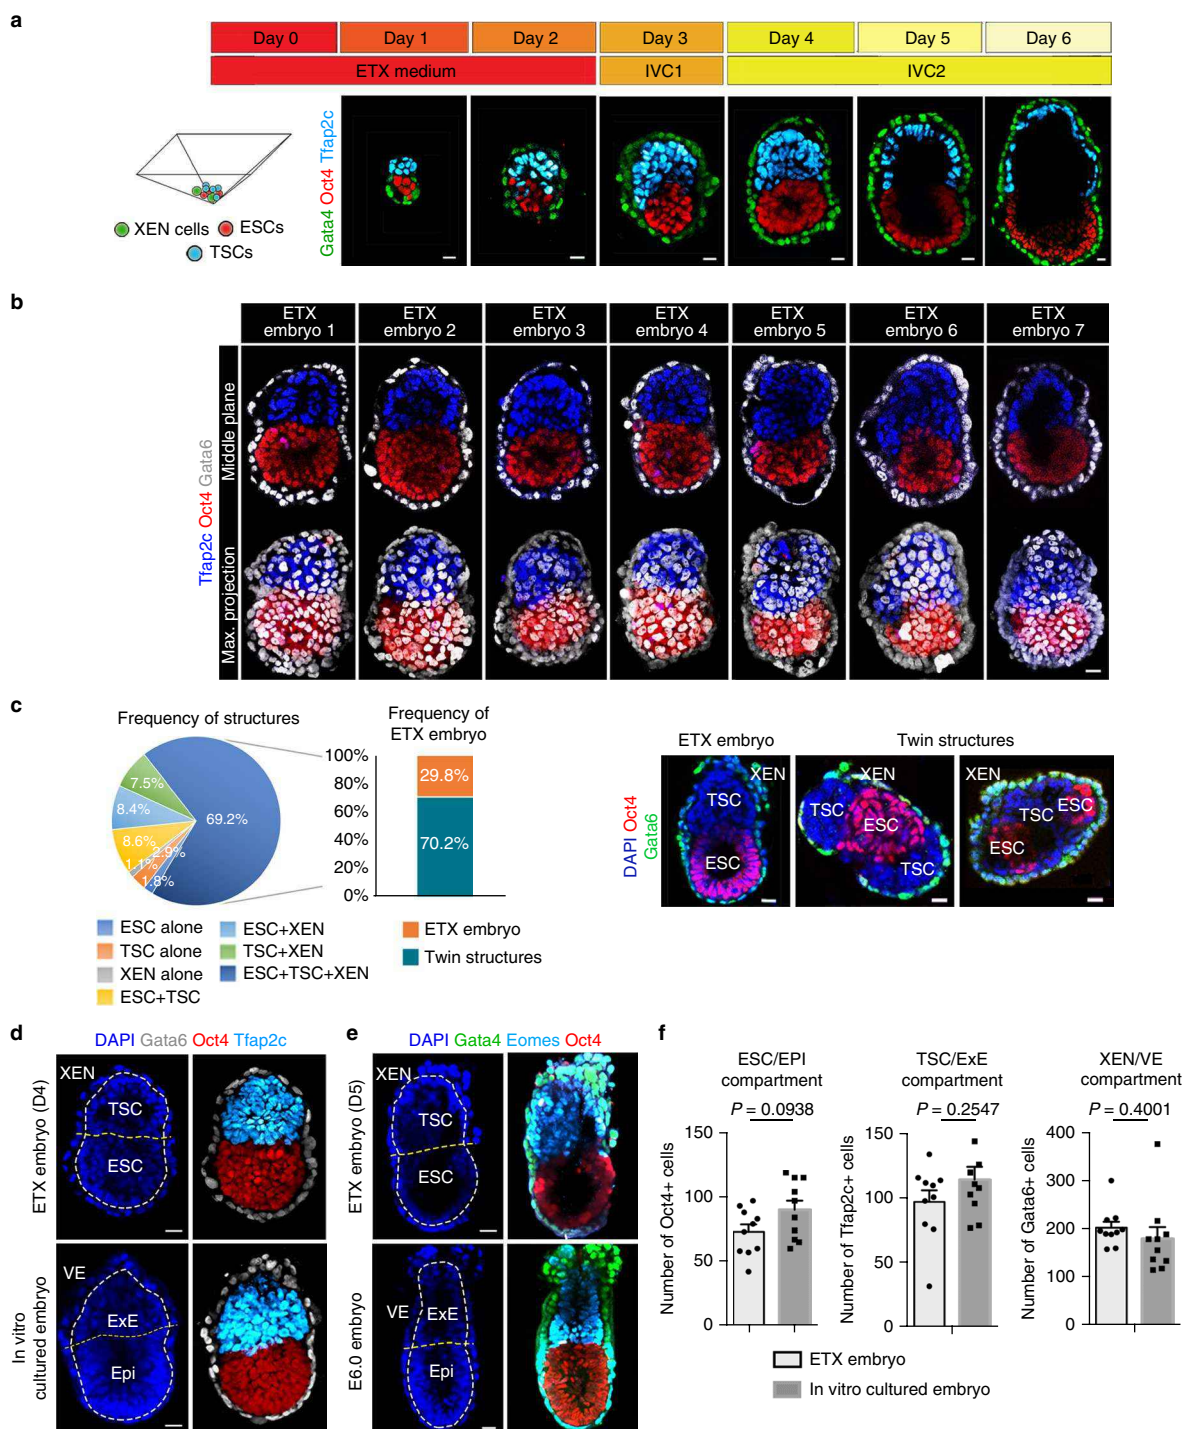 a
Day 0 Day 1 Day 2 Day 3 Day 4 Day 5 Day 6
ETX medium IVC1 IVC2
Gata4 Oct4 Tfap2c
XEN cells ESCs
TSCs
b
ETX embryo 1
ETX embryo 2
ETX embryo 3
ETX embryo 4
ETX embryo 5
ETX embryo 6
ETX embryo 7
Tfap2c Oct4 Gata6
Middle plane
Max. projection
c
Frequency of structures
7.5%
8.4%
69.2%
8.6%
2.9%
1.1%
1.8%
ESC alone
TSC alone
XEN alone
ESC+TSC
ESC+XEN
TSC+XEN
ESC+TSC+XEN
Frequency of
ETX embryo
100%
80%
60%
40%
20%
0%
29.8%
70.2%
ETX embryo
Twin structures
ETX embryo Twin structures
DAPI Oct4
Gata6
XEN
TSC
ESC
XEN
TSC
ESC
TSC
XEN
ESC
TSC
ESC
d
DAPI Gata6 Oct4 Tfap2c
ETX embryo (D4)
XEN
TSC
ESC
In vitro
cultured embryo
VE
ExE
Epi
e
DAPI Gata4 Eomes Oct4
ETX embryo (D5)
XEN
TSC
ESC
E6.0 embryo
VE
ExE
Epi
f
ESC/EPI
compartment
P = 0.0938
Number of Oct4+ cells
150
100
50
0
TSC/ExE
compartment
P = 0.2547
Number of Tfap2c+ cells
150
100
50
0
XEN/VE
compartment
P = 0.4001
Number of Gata6+ cells
400
300
200
100
0
ETX embryo
In vitro cultured embryo